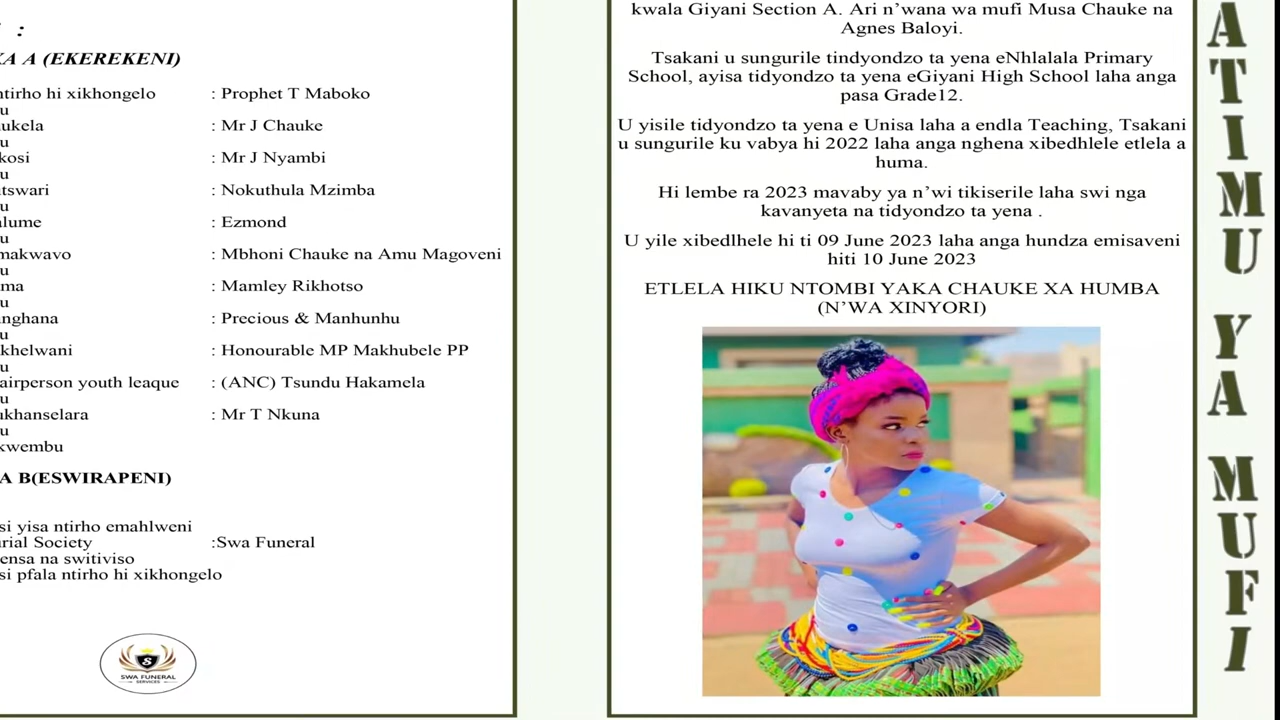 :
KA A (EKEREKENI)
ntirho hi xikhongelo : Prophet T Maboko
u
ukela : Mr J Chauke
u
kosi : Mr J Nyambi
u
tswari : Nokuthula Mzimba
u
alume : Ezmond
u
makwavo : Mbhoni Chauke na Amu Magoveni
u
ma : Mamley Rikhotso
u
nghana : Precious & Manhunhu
u
khelwani : Honourable MP Makhubele PP
u
airperson youth leaque : (ANC) Tsundu Hakamela
u
ukhanselara : Mr T Nkuna
u
kwembu
A B(ESWIRAPENI)
si yisa ntirho emahlweni
urial Society :Swa Funeral
ensa na switiviso
si pfala ntirho hi xikhongelo
S
SWA FUNERAL
SERVICES
kwala Giyani Section A. Ari n’wana wa mufi Musa Chauke na
Agnes Baloyi.
Tsakani u sungurile tindyondzo ta yena eNhlalala Primary
School, ayisa tidyondzo ta yena eGiyani High School laha anga
pasa Grade12.
U yisile tidyondzo ta yena e Unisa laha a endla Teaching, Tsakani
u sungurile ku vabya hi 2022 laha anga nghena xibedhlele etlela a
huma.
Hi lembe ra 2023 mavaby ya n’wi tikiserile laha swi nga
kavanyeta na tidyondzo ta yena .
U yile xibedlhele hi ti 09 June 2023 laha anga hundza emisaveni
hiti 10 June 2023
ETLELA HIKU NTOMBI YAKA CHAUKE XA HUMBA
(N’WA XINYORI)
ATIMU YA MUFI